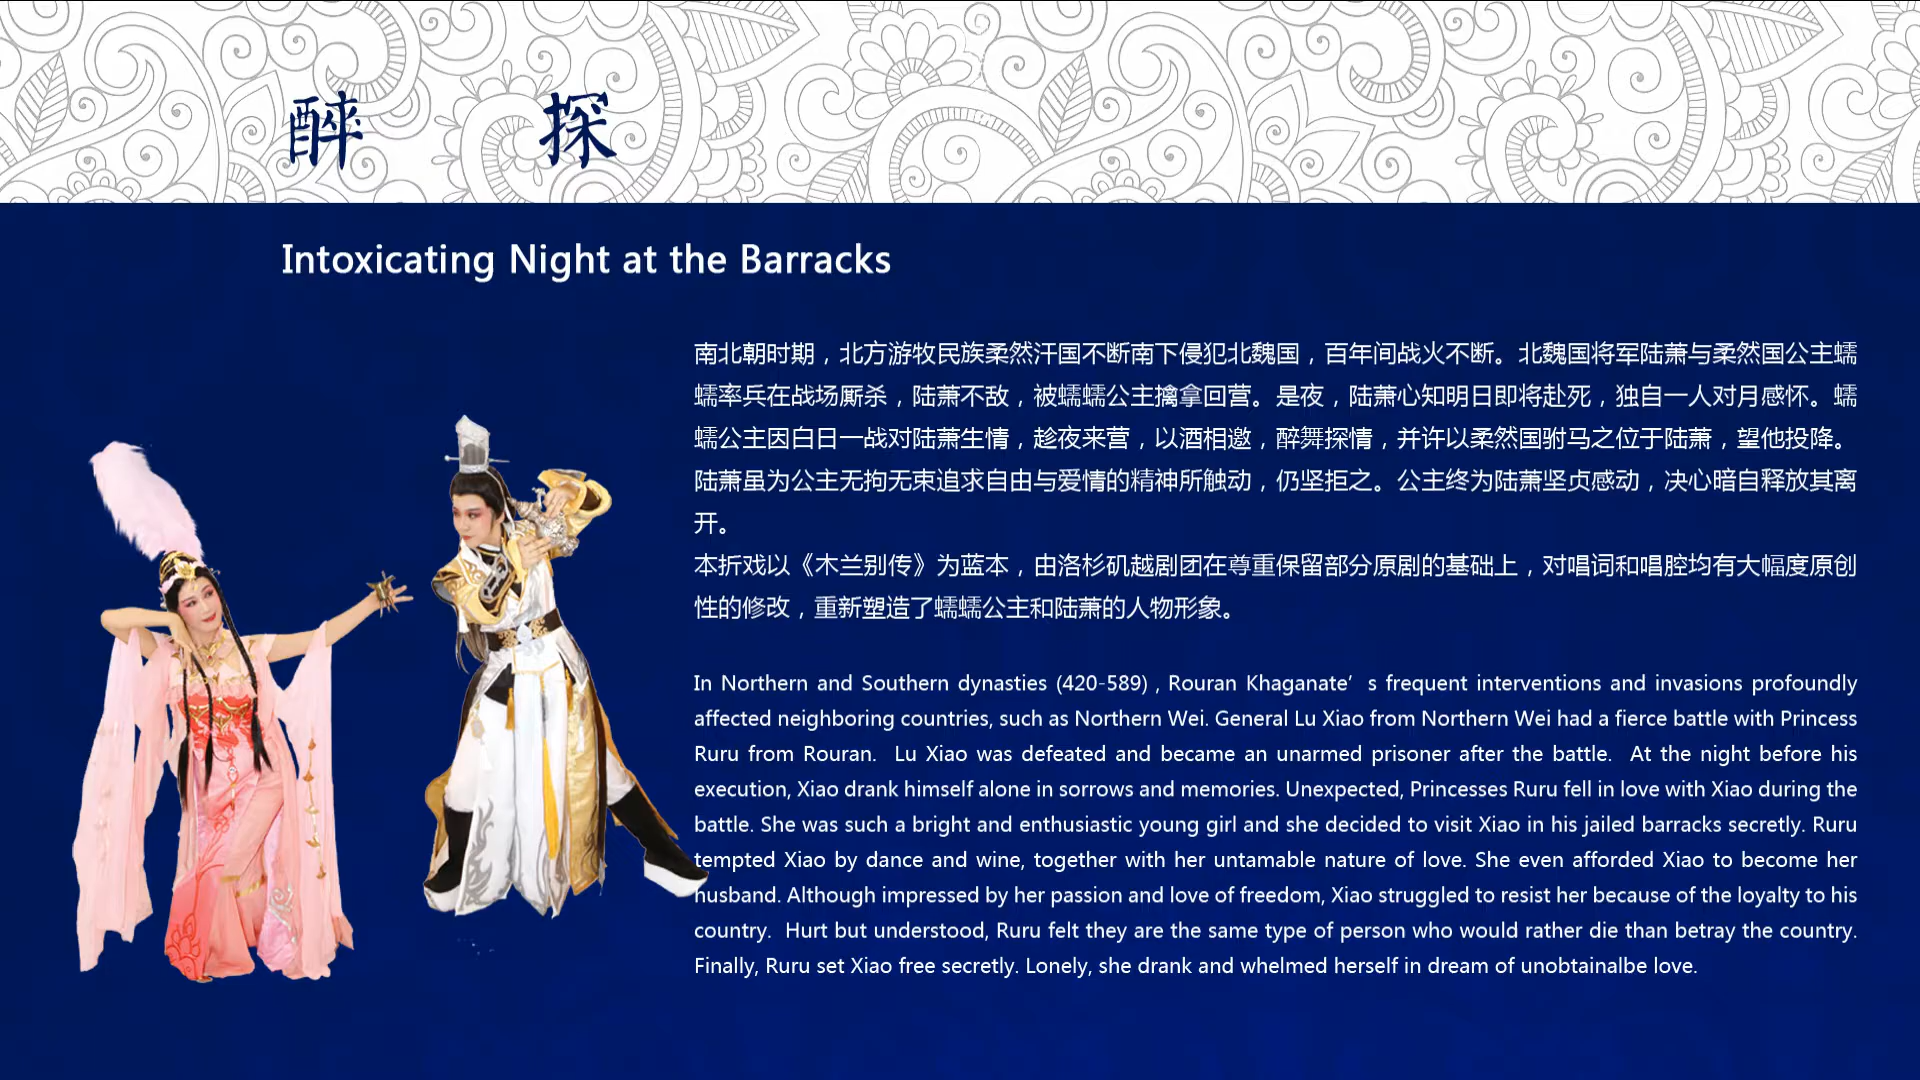 醉探
Intoxicating Night at the Barracks
南北朝时期，北方游牧民族柔然汗国不断南下侵犯北魏国，百年间战火不断。北魏国将军陆萧与柔然国公主蠕
蠕率兵在战场厮杀，陆萧不敌，被蠕蠕公主擒拿回营。是夜，陆萧心知明日即将赴死，独自一人对月感怀。蠕
蠕公主因白日一战对陆萧生情，趁夜来营，以酒相邀，醉舞探情，并许以柔然国驸马之位于陆萧，望他投降。
陆萧虽为公主无拘无束追求自由与爱情的精神所触动，仍坚拒之。公主终为陆萧坚贞感动，决心暗自释放其离
开。
本折戏以《木兰别传》为蓝本，由洛杉矶越剧团在尊重保留部分原剧的基础上，对唱词和唱腔均有大幅度原创
性的修改，重新塑造了蠕蠕公主和陆萧的人物形象。
In Northern and Southern dynasties (420-589) , Rouran Khaganate’ s frequent interventions and invasions profoundly
affected neighboring countries, such as Northern Wei. General Lu Xiao from Northern Wei had a fierce battle with Princess
Ruru from Rouran.  Lu Xiao was defeated and became an unarmed prisoner after the battle.  At the night before his
execution, Xiao drank himself alone in sorrows and memories. Unexpected, Princesses Ruru fell in love with Xiao during the
battle. She was such a bright and enthusiastic young girl and she decided to visit Xiao in his jailed barracks secretly. Ruru
tempted Xiao by dance and wine, together with her untamable nature of love. She even afforded Xiao to become her
husband. Although impressed by her passion and love of freedom, Xiao struggled to resist her because of the loyalty to his
country.  Hurt but understood, Ruru felt they are the same type of person who would rather die than betray the country.
Finally, Ruru set Xiao free secretly. Lonely, she drank and whelmed herself in dream of unobtainalbe love.